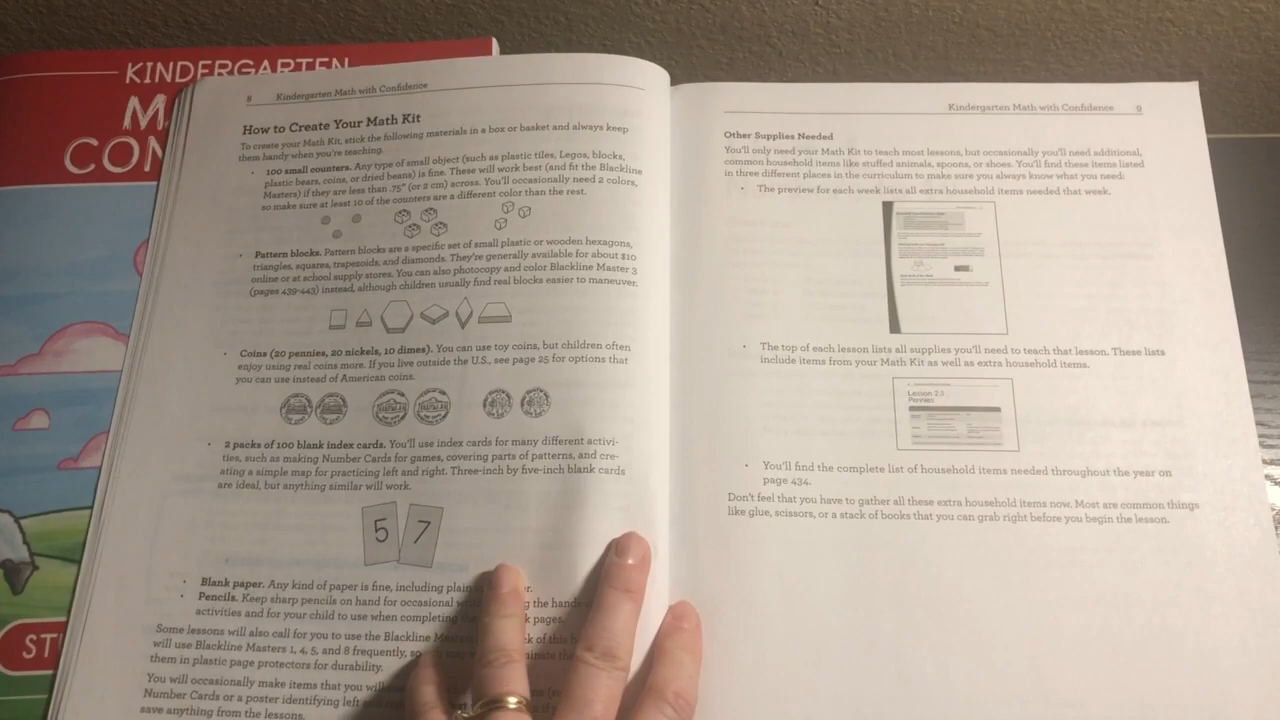 KINDERGARTEN
M
CON
ST
8 Kindergarten Math with Confidence
How to Create Your Math Kit
To create your Math Kit, stick the following materials in a box or basket and always keep
them handy when you're teaching.
• 100 small counters. Any type of small object (such as plastic tiles, Legos, blocks,
plastic bears, coins, or dried beans) is fine. These will work best (and fit the Blackline
Masters) if they are less than .75" (or 2 cm) across. You'll occasionally need 2 colors,
so make sure at least 10 of the counters are a different color than the rest.
• Pattern blocks. Pattern blocks are a specific set of small plastic or wooden hexagons,
triangles, squares, trapezoids, and diamonds. They're generally available for about $10
online or at school supply stores. You can also photocopy and color Blackline Master 3
(pages 439-443) instead, although children usually find real blocks easier to maneuver.
• Coins (20 pennies, 20 nickels, 10 dimes). You can use toy coins, but children often
enjoy using real coins more. If you live outside the U.S., see page 25 for options that
you can use instead of American coins.
• 2 packs of 100 blank index cards. You'll use index cards for many different activi-
ties, such as making Number Cards for games, covering parts of patterns, and cre-
ating a simple map for practicing left and right. Three-inch by five-inch blank cards
are ideal, but anything similar will work.
5 7
• Blank paper. Any kind of paper is fine, including plain r.
• Pencils. Keep sharp pencils on hand for occasional g the hands-
activities and for your child to use when completing k pages.
Some lessons will also call for you to use the Blackline ck of this b
will use Blackline Masters 1, 4, 5, and 8 frequently, so may minate the
them in plastic page protectors for durability.
You will occasionally make items that you will
Number Cards or a poster identifying left
save anything from the lessons.
Kindergarten Math with Confidence 9
Other Supplies Needed
You'll only need your Math Kit to teach most lessons, but occasionally you'll need additional,
common household items like stuffed animals, spoons, or shoes. You'll find these items listed
in three different places in the curriculum to make sure you always know what you need:
• The preview for each week lists all extra household items needed that week.
• The top of each lesson lists all supplies you'll need to teach that lesson. These lists
include items from your Math Kit as well as extra household items.
Lesson 2.3
Pennies
• You'll find the complete list of household items needed throughout the year on
page 434.
Don't feel that you have to gather all these extra household items now. Most are common things
like glue, scissors, or a stack of books that you can grab right before you begin the lesson.